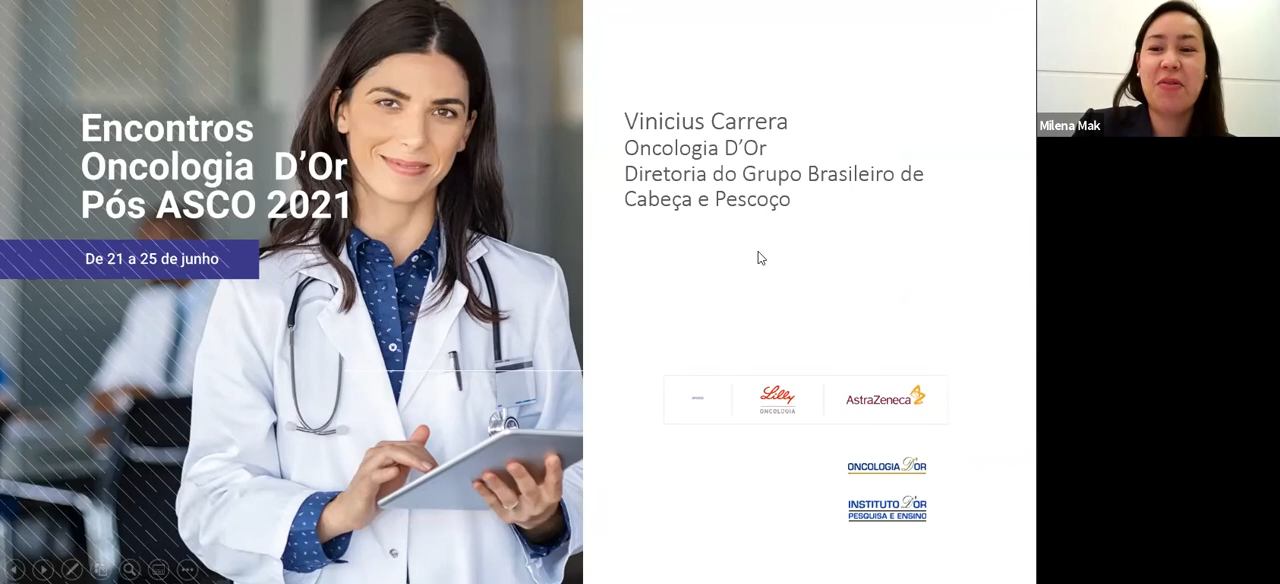 Encontros
Oncologia D’Or
Pós ASCO 2021
De 21 a 25 de junho
Vinicius Carrera
Oncologia D’Or
Diretoria do Grupo Brasileiro de
Cabeça e Pescoço
Lilly
ONCOLOGIA
AstraZeneca
ONCOLOGIA D’OR
INSTITUTO D’OR
PESQUISA E ENSINO
Milena Mak